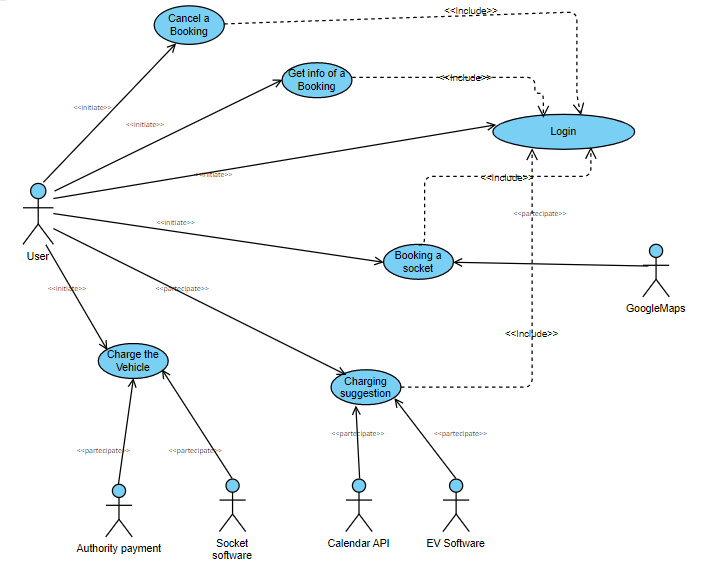 Cancel a
Booking
<<Include>>
Get info of a
Booking
<<Include>>
<<initiate>>
<<initiate>>
Login
<<initiate>>
<<Include>>
<<partecipate>>
<<initiate>>
User
Booking a
socket
GoogleMaps
<<initiate>>
<<partecipate>>
<<Include>>
Charge the
Vehicle
Charging
suggestion
<<partecipate>>
<<partecipate>>
<<partecipate>>
<<partecipate>>
Authority payment
Socket
software
Calendar API
EV Software